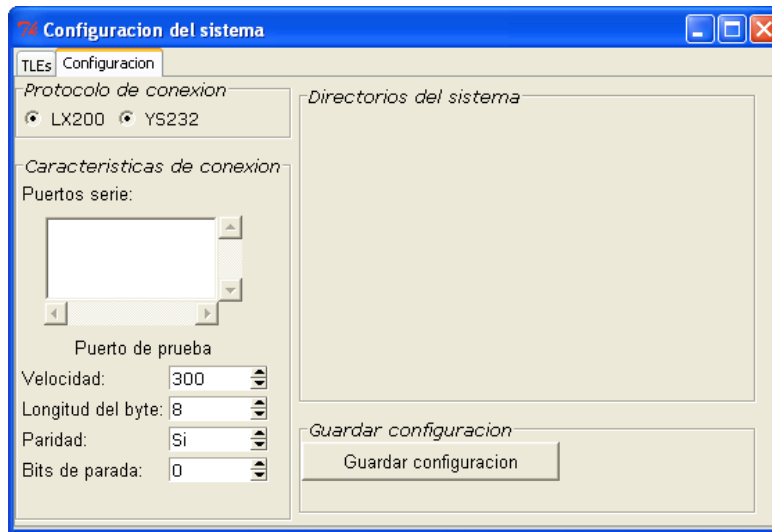 Configuracion del sistema
TLEs Configuracion
Protocolo de conexion
LX200 YS232
Caracteristicas de conexion
Puertos serie:
Puerto de prueba
Velocidad: 300
Longitud del byte: 8
Paridad: Si
Bits de parada: 0
Directorios del sistema
Guardar configuracion
Guardar configuracion